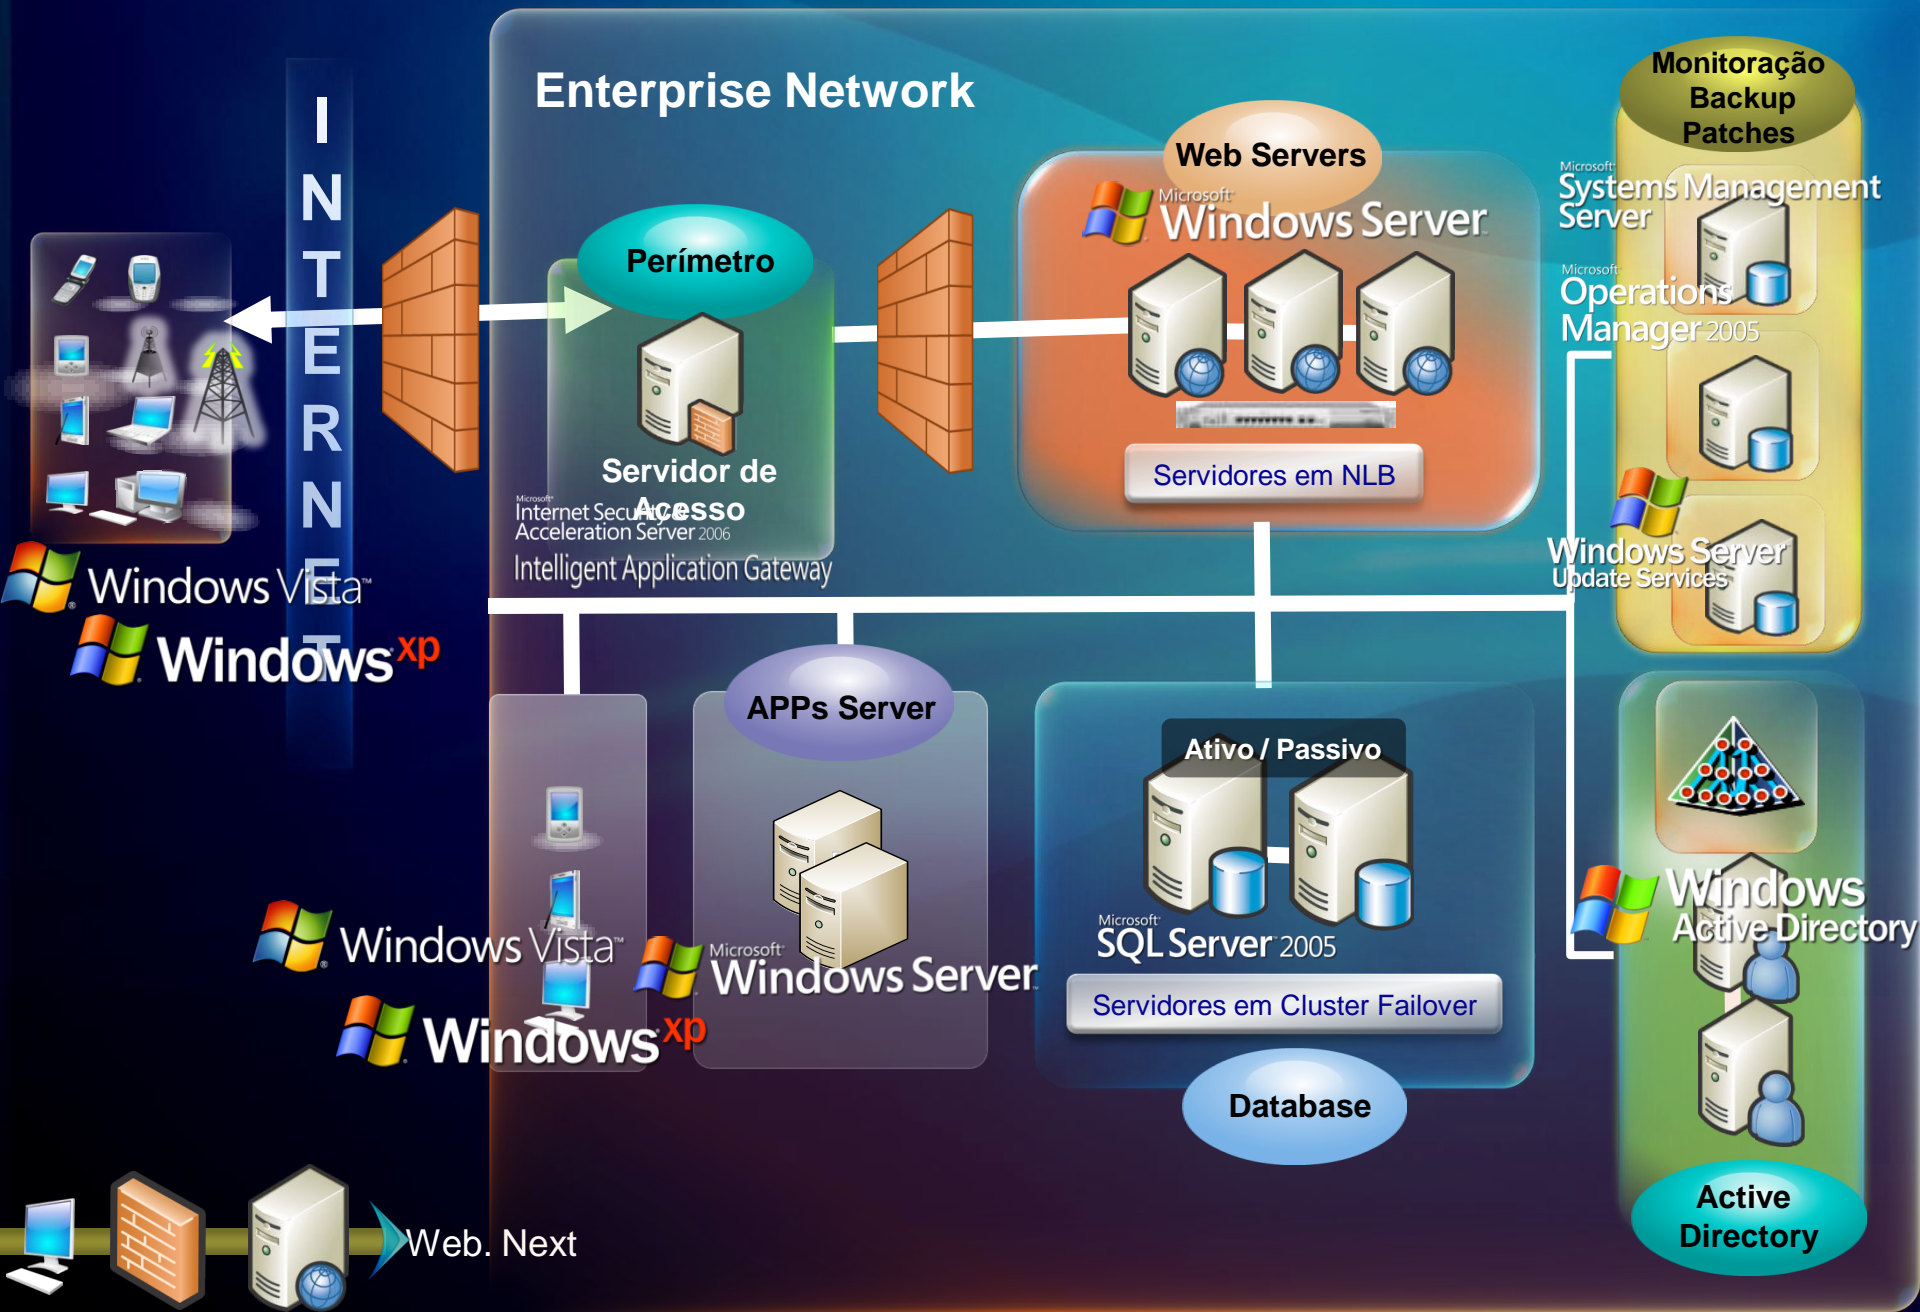 Enterprise Network
INTERNET
Monitoração
Backup
Patches
Web Servers
Microsoft
Windows Server
Microsoft
Systems Management
Server
Perímetro
Microsoft
Operations
Manager 2005
Servidor de
Acesso
Servidores em NLB
Microsoft
Internet Security &
Acceleration Server 2006
Intelligent Application Gateway
Windows Server
Update Services
Windows Vista™
Windows xp
APPs Server
Ativo / Passivo
Windows
Active Directory
Microsoft
SQL Server 2005
Windows Vista™
Microsoft
Windows Server
Windows xp
Servidores em Cluster Failover
Database
Active
Directory
Web. Next